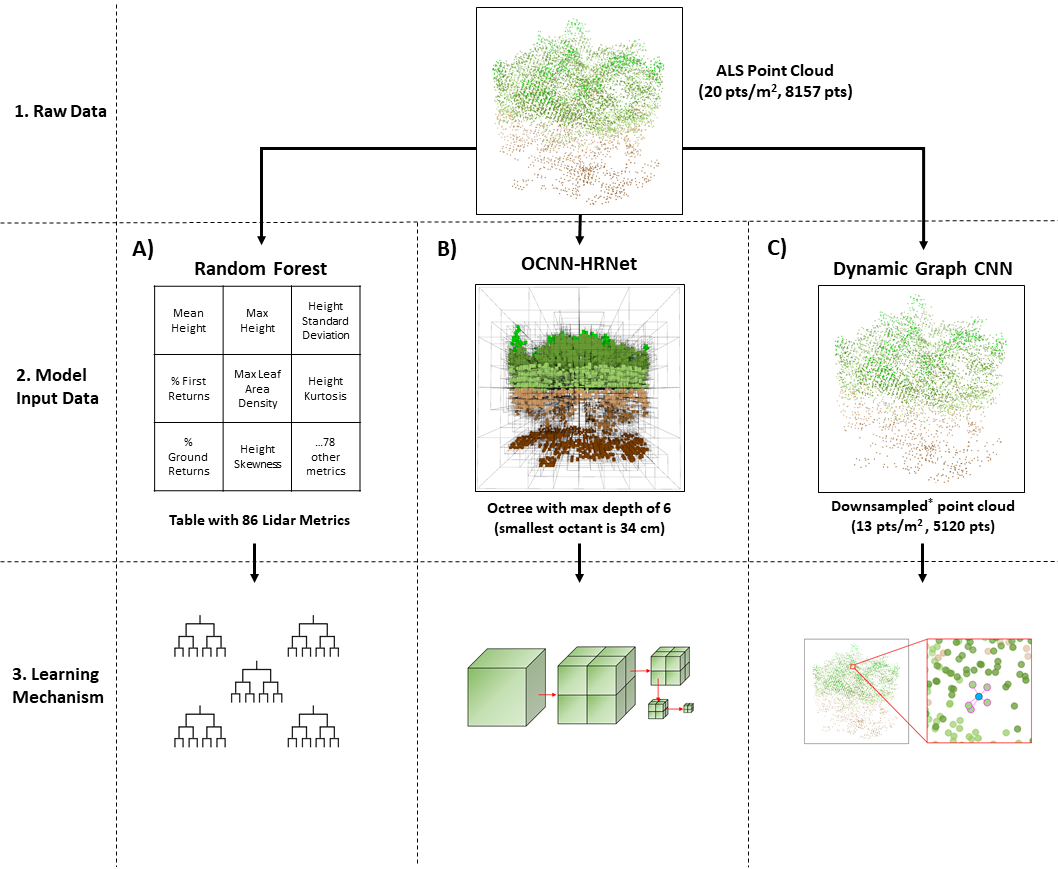 ALS Point Cloud
(20 pts/m², 8157 pts)
1. Raw Data
A)
Random Forest
B)
OCNN-HRNet
C)
Dynamic Graph CNN
2. Model
Input Data
Mean
Height
Max
Height
Height
Standard
Deviation
% First
Returns
Max Leaf
Area
Density
Height
Kurtosis
%
Ground
Returns
Height
Skewness
...78
other
metrics
Table with 86 Lidar Metrics
Octree with max depth of 6
(smallest octant is 34 cm)
Downsampled* point cloud
(13 pts/m², 5120 pts)
3. Learning
Mechanism